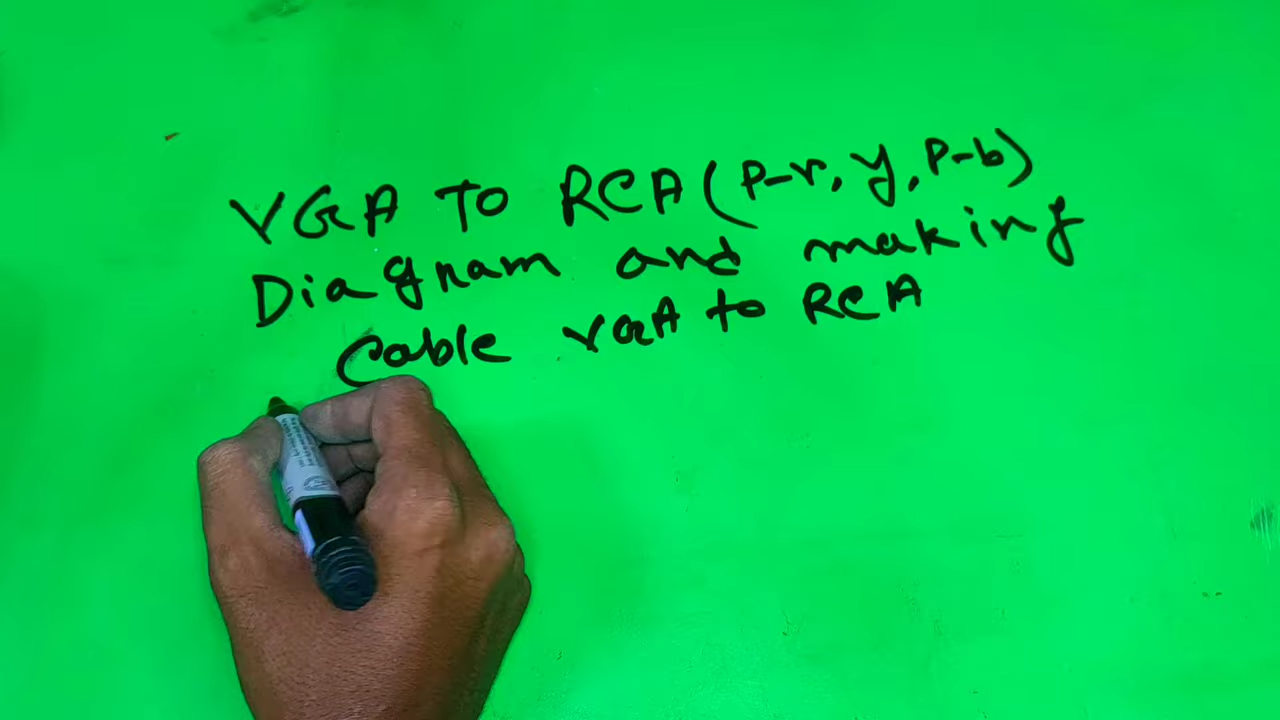 VGA TO RCA (P-r, y, P-b)
Diagram and making
Cable VGA to RCA